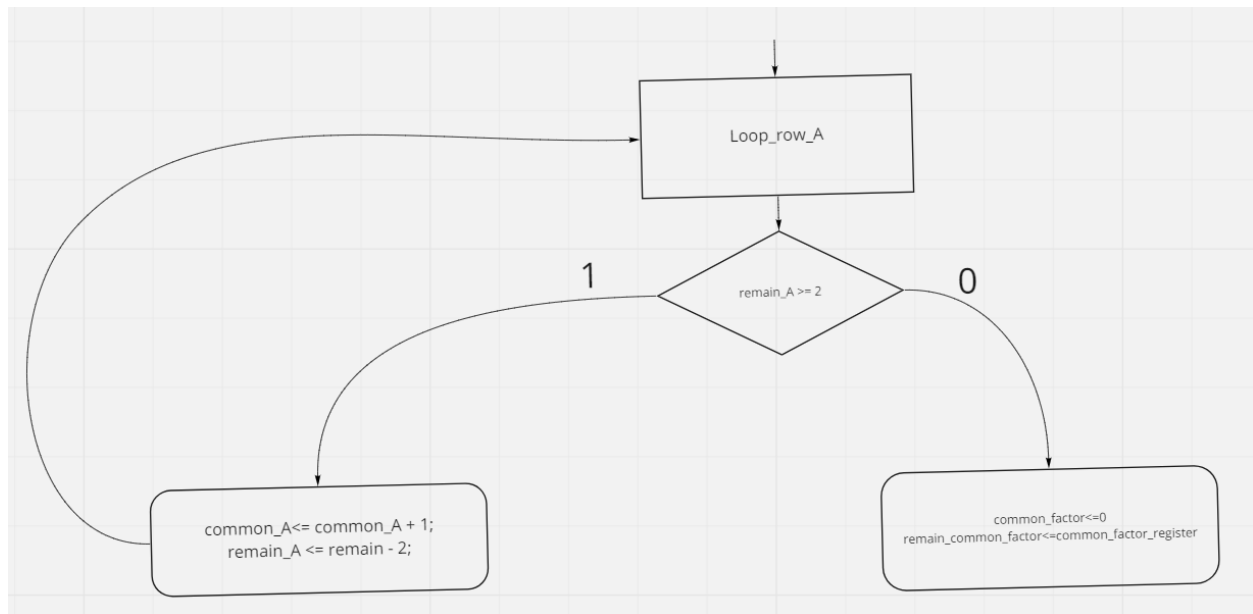 Loop_row_A
remain_A >= 2
1
0
common_A<= common_A + 1;
remain_A <= remain - 2;
common_factor<=0
remain_common_factor<=common_factor_register